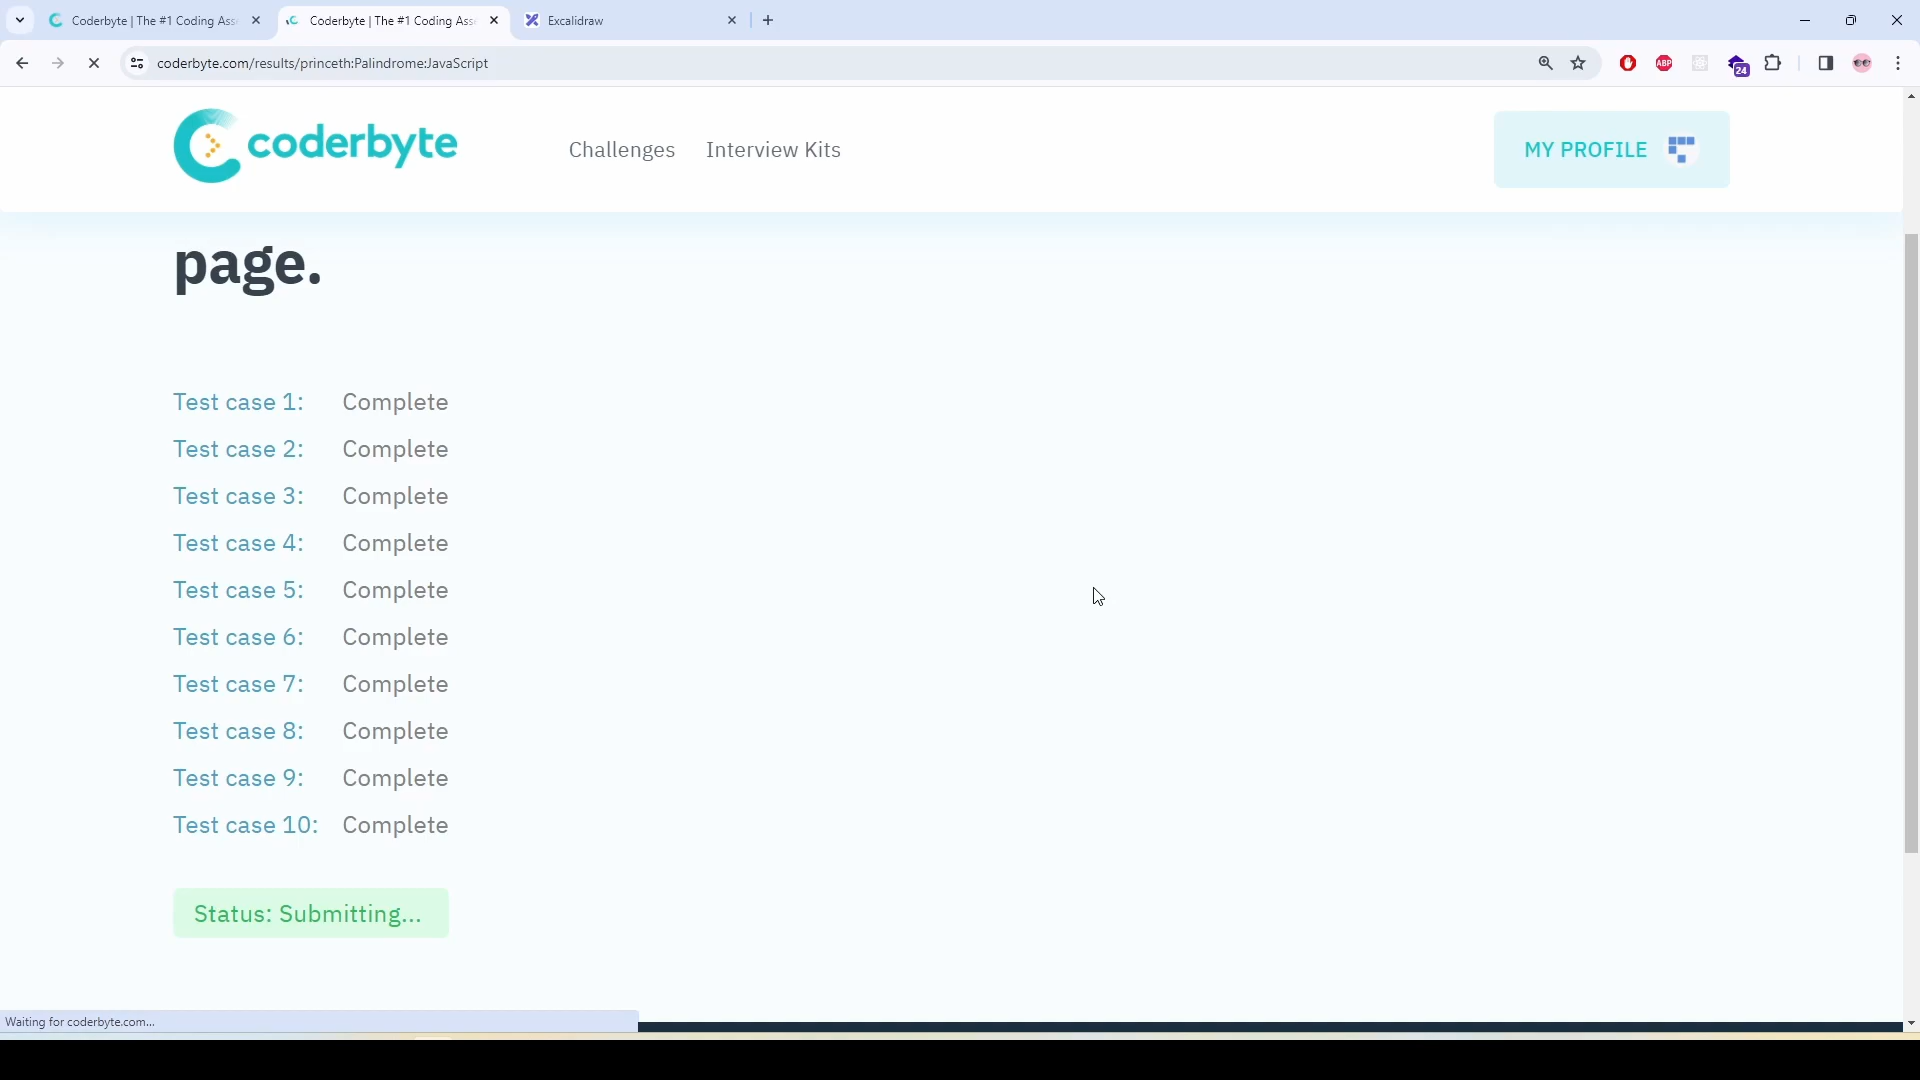 Coderbyte | The #1 Coding Ass
Coderbyte | The #1 Coding Asse
Excalidraw
coderbyte.com/results/princeth:Palindrome:JavaScript
ABP
24
coderbyte
Challenges
Interview Kits
MY PROFILE
page.
Test case 1: Complete
Test case 2: Complete
Test case 3: Complete
Test case 4: Complete
Test case 5: Complete
Test case 6: Complete
Test case 7: Complete
Test case 8: Complete
Test case 9: Complete
Test case 10: Complete
Status: Submitting...
Waiting for coderbyte.com...